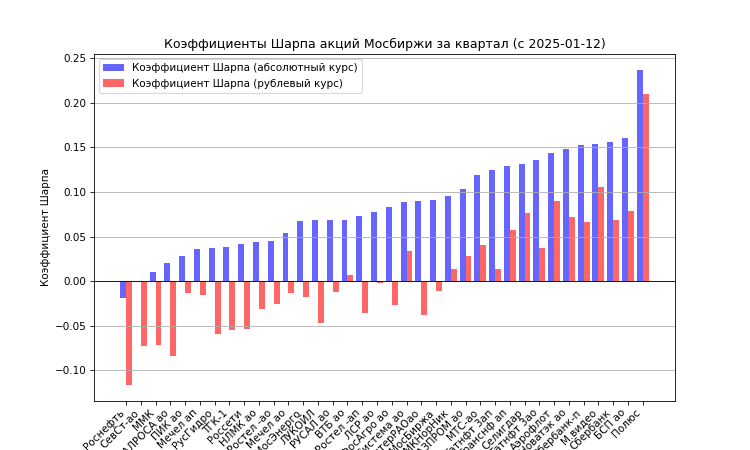 Коэффициенты Шарпа акций Мосбиржи за квартал (с 2025-01-12)
Коэффициент Шарпа (абсолютный курс)
Коэффициент Шарпа (рублевый курс)
Коэффициент Шарпа
0.25
0.20
0.15
0.10
0.05
0.00
−0.05
−0.10
Роснефть
СевСт-ао
ММК
АЛРОСА ао
ПИК ао
Мечел ап
РусГидро
ТГК-1
Россети
НЛМК ао
Ростел -ао
Мечел ао
МосЭнерго
ЛУКОЙЛ
РУСАЛ ао
ВТБ ао
Ростел -ап
ЛСР ао
РосАгро ао
Система ао
ИнтерРАОао
МосБиржа
ГМКНорНик
ГАЗПРОМ ао
МТС-ао
Татнфт 3ап
Транснф ап
Селигдар
Татнфт 3ао
Аэрофлот
Новатэк ао
Сбербанк-п
М.видео
Сбербанк
БСП ао
Полюс